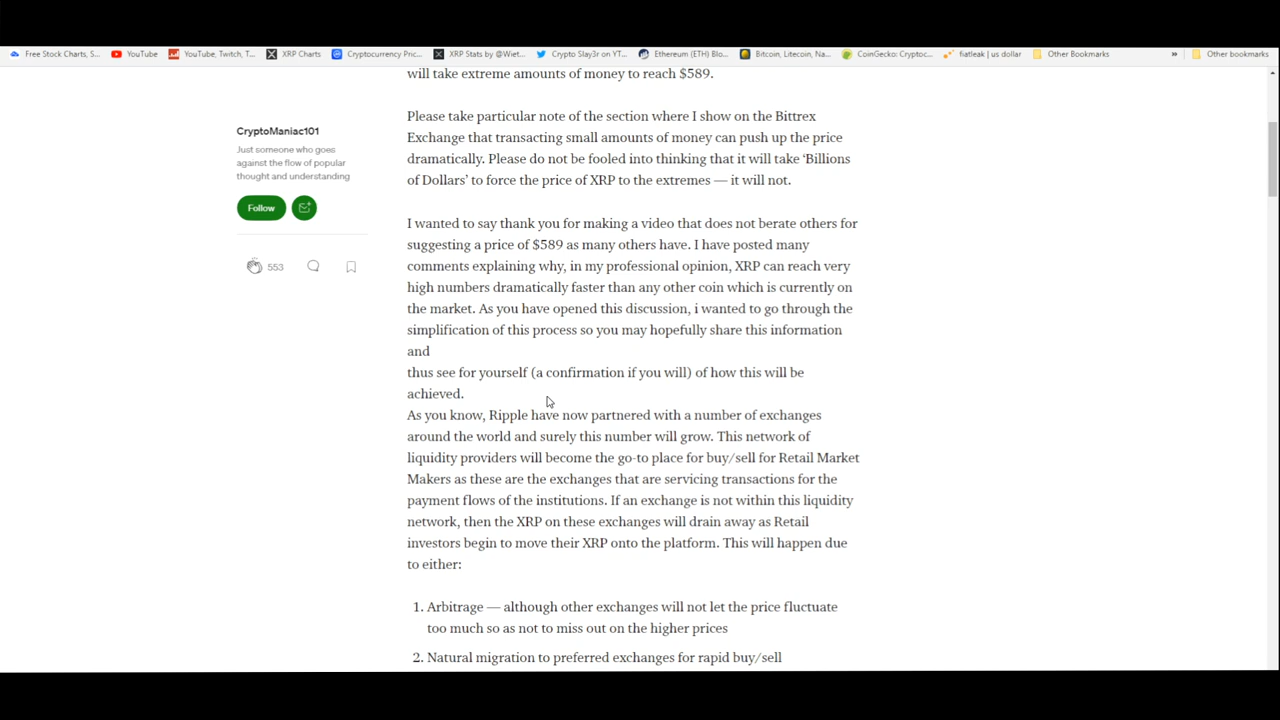 Free Stock Charts, S...
YouTube
YouTube, Twitch, T...
XRP Charts
Cryptocurrency Pric...
XRP Stats by @Wiet...
Crypto Slay3r on YT...
Ethereum (ETH) Blo...
Bitcoin, Litecoin, Na...
CoinGecko: Cryptoc...
fiatleak | us dollar
Other Bookmarks
»
Other bookmarks
will take extreme amounts of money to reach $589.
CryptoManiac101
Just someone who goes
against the flow of popular
thought and understanding
Follow
553
Please take particular note of the section where I show on the Bittrex
Exchange that transacting small amounts of money can push up the price
dramatically. Please do not be fooled into thinking that it will take ‘Billions
of Dollars’ to force the price of XRP to the extremes — it will not.
I wanted to say thank you for making a video that does not berate others for
suggesting a price of $589 as many others have. I have posted many
comments explaining why, in my professional opinion, XRP can reach very
high numbers dramatically faster than any other coin which is currently on
the market. As you have opened this discussion, i wanted to go through the
simplification of this process so you may hopefully share this information
and
thus see for yourself (a confirmation if you will) of how this will be
achieved.
As you know, Ripple have now partnered with a number of exchanges
around the world and surely this number will grow. This network of
liquidity providers will become the go-to place for buy/sell for Retail Market
Makers as these are the exchanges that are servicing transactions for the
payment flows of the institutions. If an exchange is not within this liquidity
network, then the XRP on these exchanges will drain away as Retail
investors begin to move their XRP onto the platform. This will happen due
to either:
1. Arbitrage — although other exchanges will not let the price fluctuate
too much so as not to miss out on the higher prices
2. Natural migration to preferred exchanges for rapid buy/sell